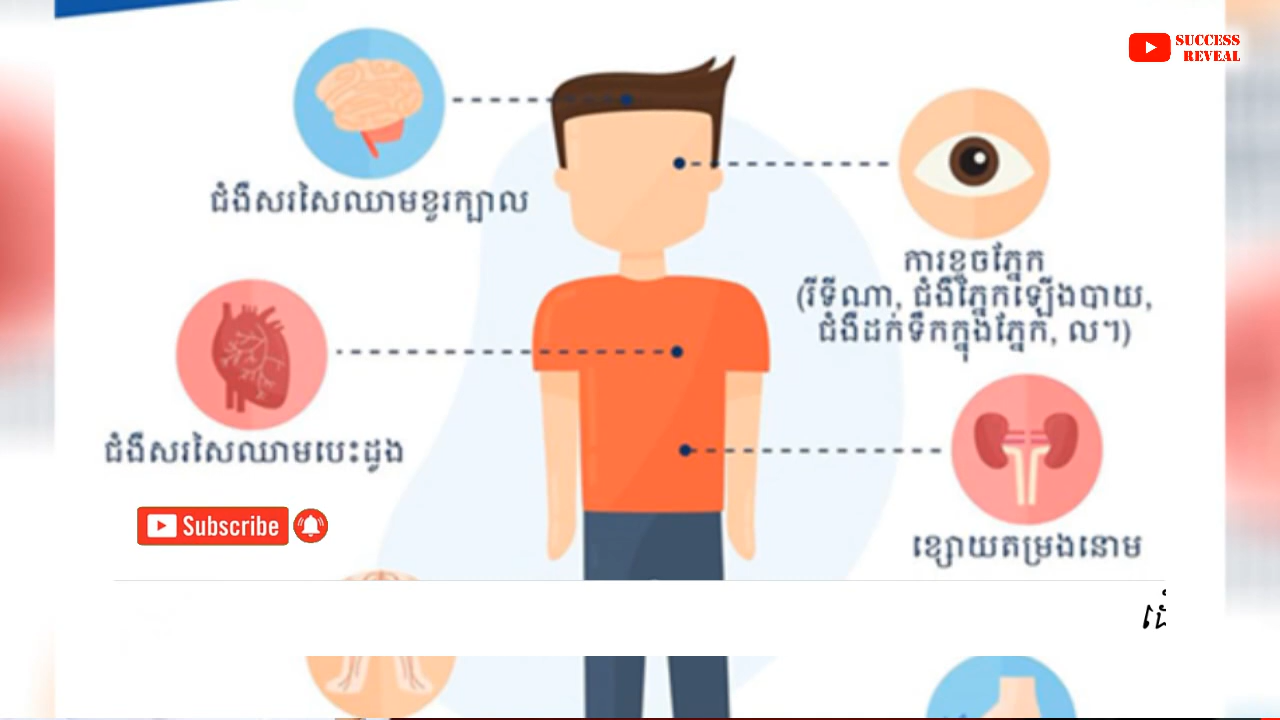 SUCCESS
REVEAL
ជំងឺសរសៃឈាមខួរក្បាល
ការខូចភ្នែក
(រីទីណា, ជំងឺភ្នែកឡើងបាយ,
ជំងឺដក់ទឹកក្នុងភ្នែក, ល។)
ជំងឺសរសៃឈាមបេះដូង
Subscribe
ខ្សោយតម្រងនោម